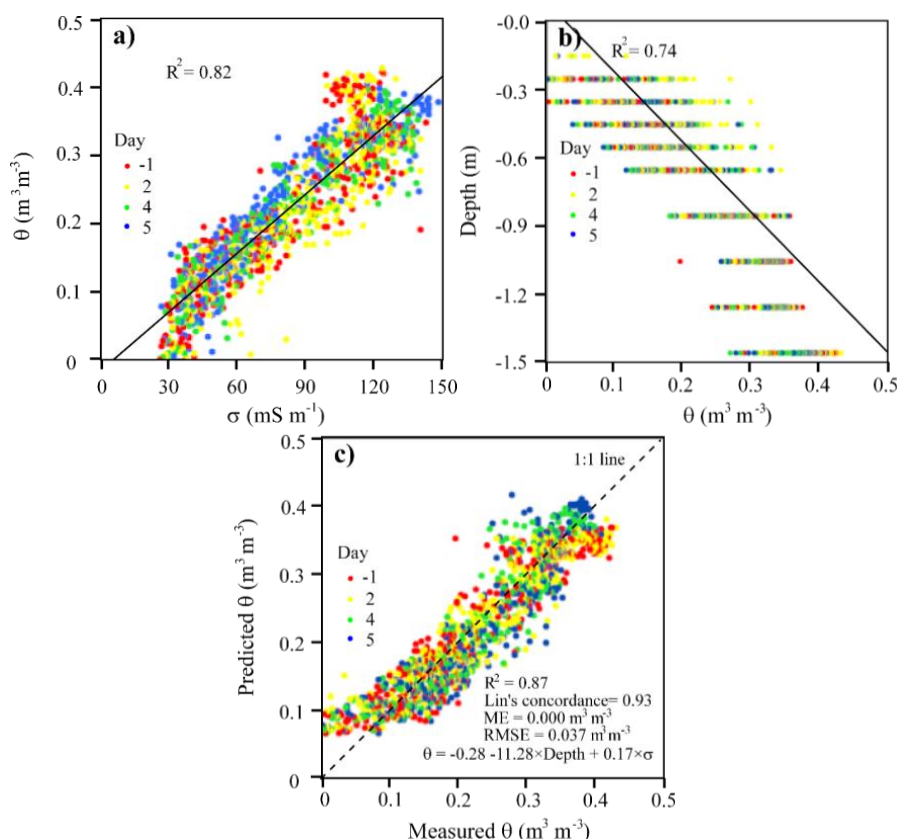 a)
R² = 0.82
Day
-1
2
4
5
θ (m³ m⁻³)
0.5
0.4
0.3
0.2
0.1
0
0 30 60 90 120 150
σ (mS m⁻¹)
b)
R² = 0.74
Day
-1
2
4
5
Depth (m)
-0.0
-0.3
-0.6
-0.9
-1.2
-1.5
0 0.1 0.2 0.3 0.4 0.5
θ (m³ m⁻³)
c)
1:1 line
Day
-1
2
4
5
Predicted θ (m³ m⁻³)
0.5
0.4
0.3
0.2
0.1
0
R² = 0.87
Lin's concordance= 0.93
ME = 0.000 m³ m⁻³
RMSE = 0.037 m³ m⁻³
θ = -0.28 -11.28×Depth + 0.17×σ
0 0.1 0.2 0.3 0.4 0.5
Measured θ (m³ m⁻³)